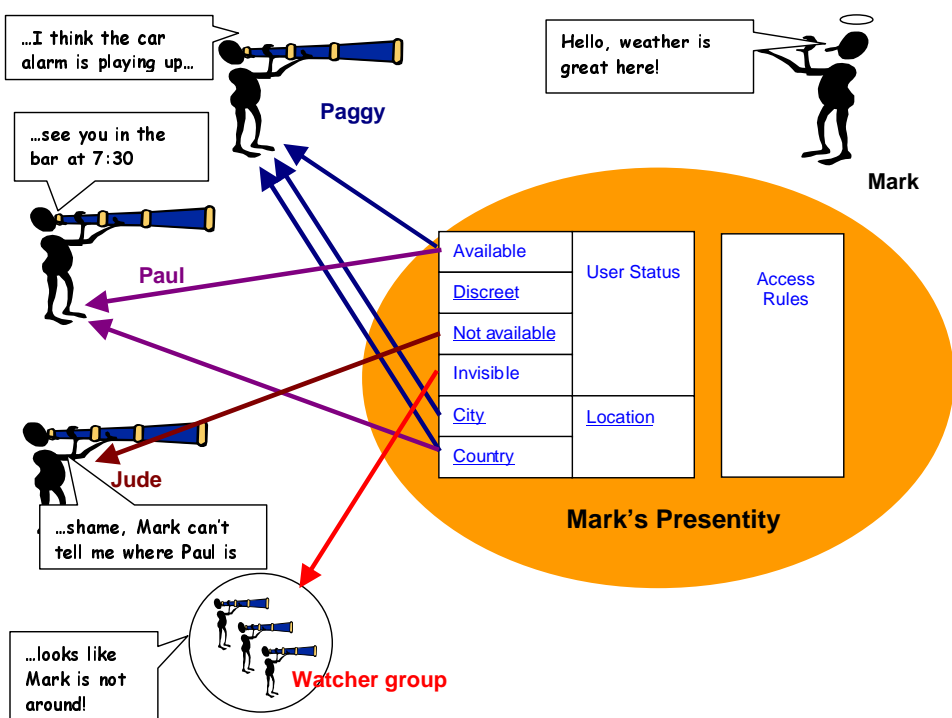 …I think the car
alarm is playing up…
Hello, weather is
great here!
Paggy
…see you in the
bar at 7:30
Mark
Paul
Available
User Status
Access
Rules
Discreet
Not available
Invisible
City
Location
Country
Jude
Mark's Presentity
…shame, Mark can't
tell me where Paul is
…looks like
Mark is not
around!
Watcher group